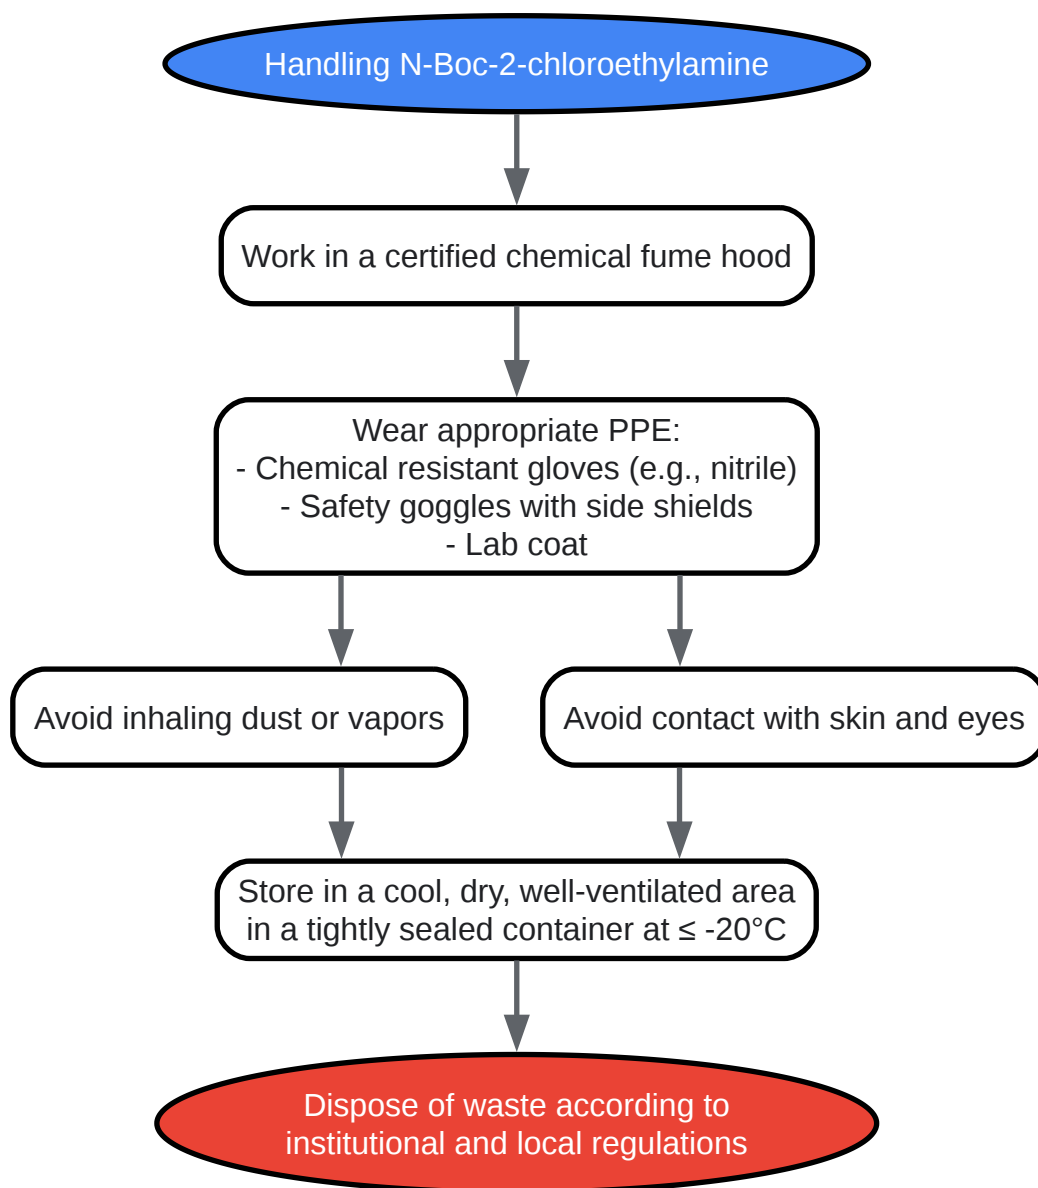 Handling N-Boc-2-chloroethylamine
Work in a certified chemical fume hood
Wear appropriate PPE:
- Chemical resistant gloves (e.g., nitrile)
- Safety goggles with side shields
- Lab coat
Avoid inhaling dust or vapors
Avoid contact with skin and eyes
Store in a cool, dry, well-ventilated area
in a tightly sealed container at ≤ -20°C
Dispose of waste according to
institutional and local regulations